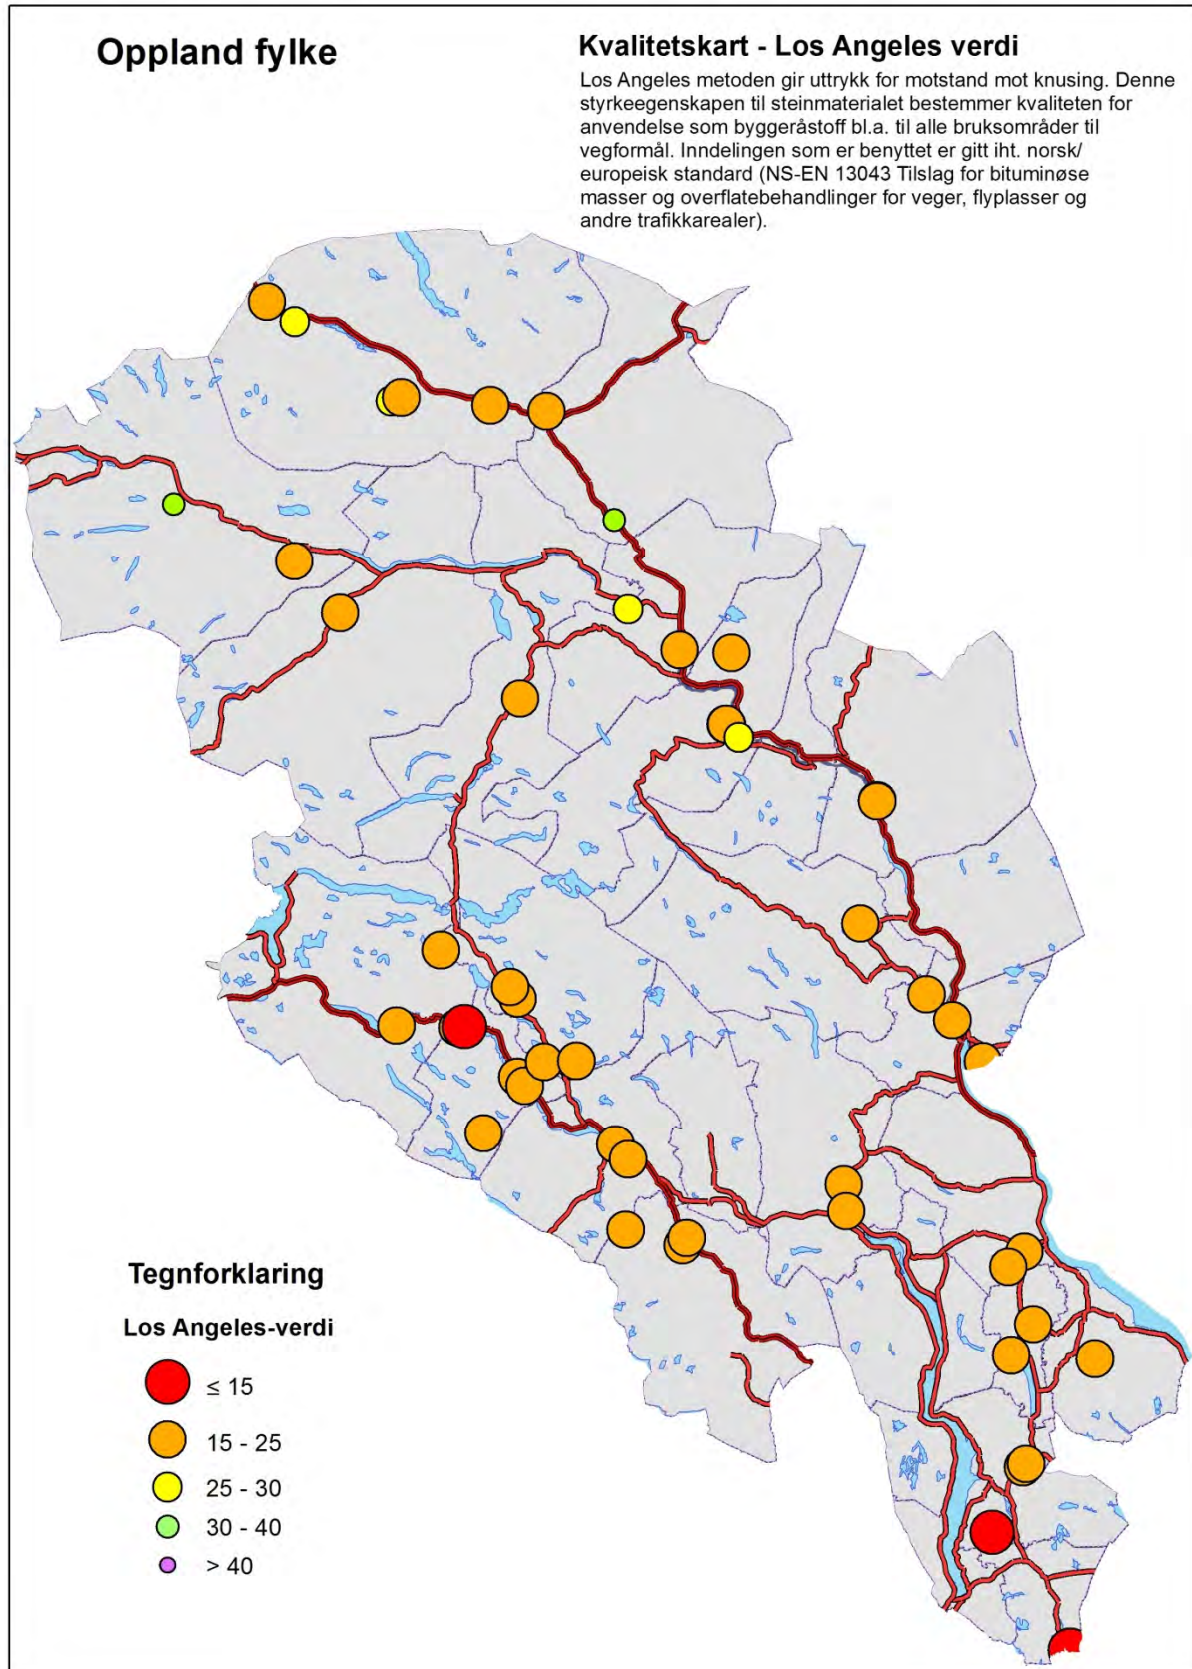 Oppland fylke
Kvalitetskart - Los Angeles verdi
Los Angeles metoden gir uttrykk for motstand mot knusing. Denne
styrkeegenskapen til steinmaterialet bestemmer kvaliteten for
anvendelse som byggeråstoff bl.a. til alle bruksområder til
vegformål. Inndelingen som er benyttet er gitt iht. norsk/
europeisk standard (NS-EN 13043 Tilslag for bituminøse
masser og overflatebehandlinger for veger, flyplasser og
andre trafikkarealer).
Tegnforklaring
Los Angeles-verdi
≤ 15
15 - 25
25 - 30
30 - 40
> 40